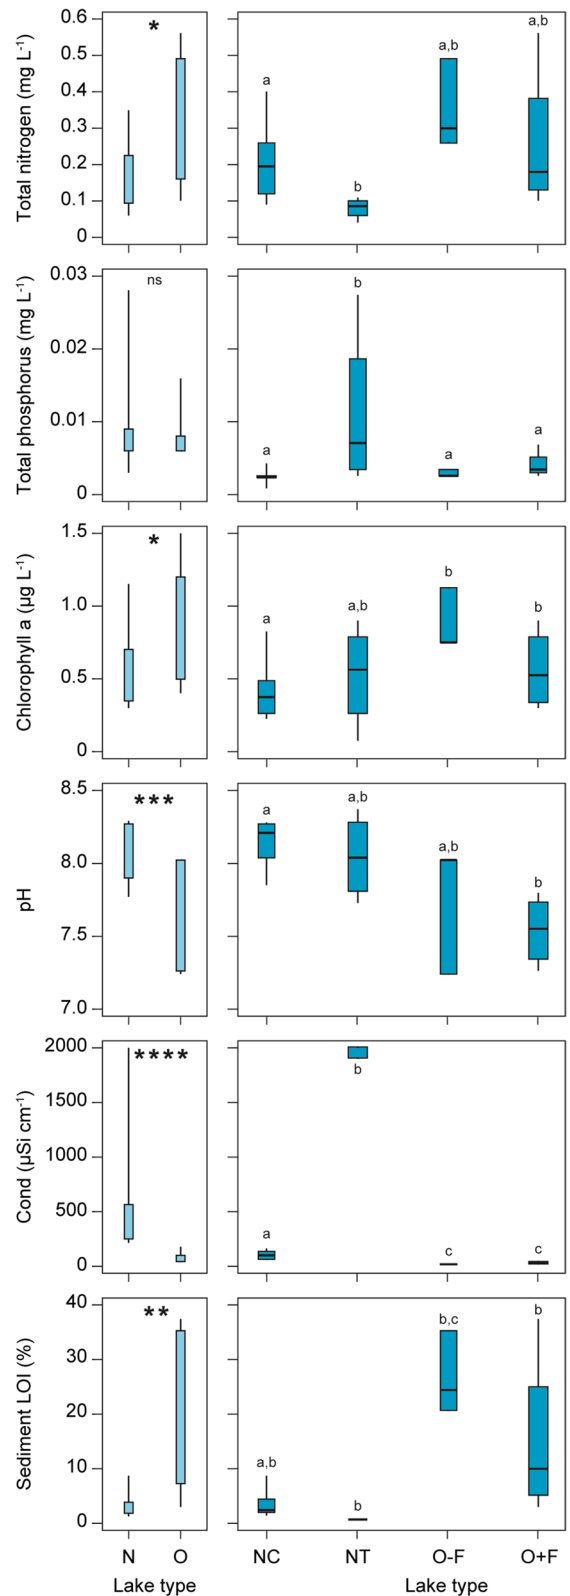 Total nitrogen (mg L-1)
0.6
0.5
0.4
0.3
0.2
0.1
0
*
a
b
a,b
a,b
Total phosphorus (mg L-1)
0.03
0.02
0.01
0
ns
a
b
a
a
Chlorophyll a (µg L-1)
1.5
1.0
0.5
0
*
a
a,b
b
b
pH
8.5
8.0
7.5
7.0
***
a
a,b
a,b
b
Cond (µSi cm-1)
2000
1500
1000
500
0
****
a
b
c
c
Sediment LOI (%)
40
30
20
10
0
**
a,b
b
b,c
b
N O NC NT O-F O+F
Lake type Lake type